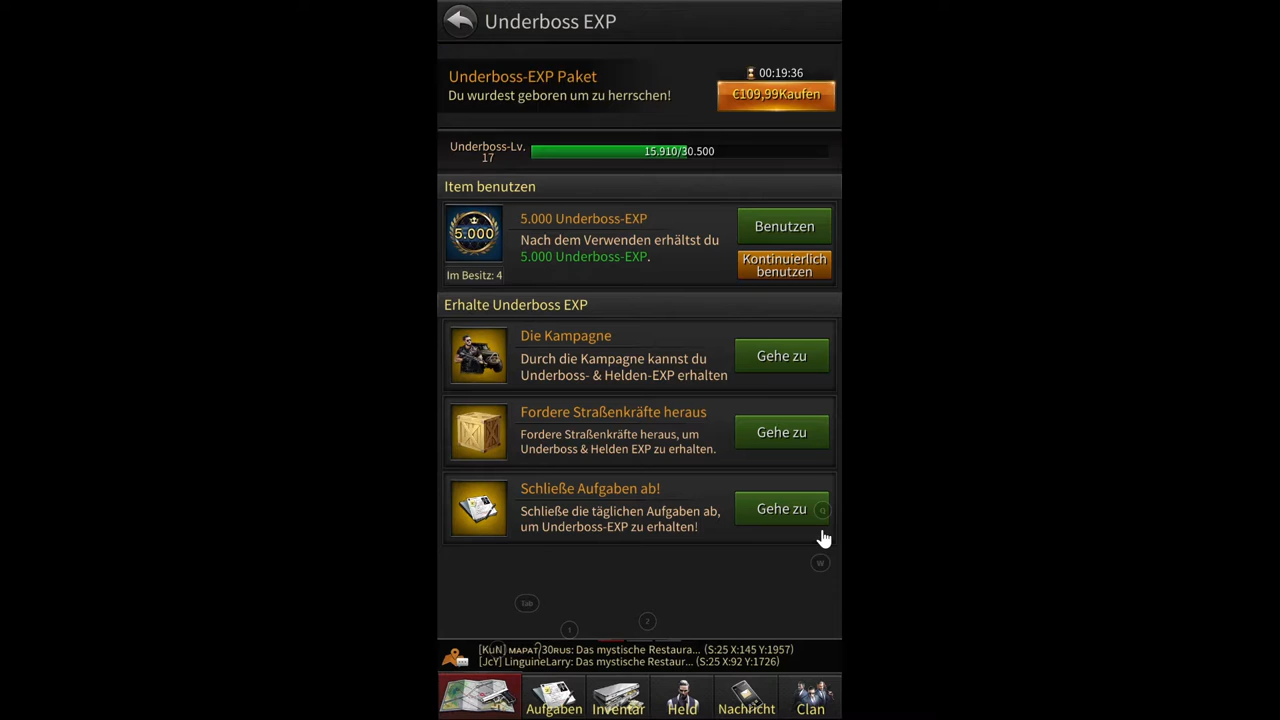 Underboss EXP
Underboss-EXP Paket
Du wurdest geboren um zu herrschen!
00:19:36
€109,99Kaufen
Underboss-Lv.
17
15.910/30.500
Item benutzen
5.000
Im Besitz: 4
5.000 Underboss-EXP
Nach dem Verwenden erhältst du
5.000 Underboss-EXP.
Benutzen
Kontinuierlich
benutzen
Erhalte Underboss EXP
Die Kampagne
Durch die Kampagne kannst du
Underboss- & Helden-EXP erhalten
Gehe zu
Fordere Straßenkräfte heraus
Fordere Straßenkräfte heraus, um
Underboss & Helden EXP zu erhalten.
Gehe zu
Schließe Aufgaben ab!
Schließe die täglichen Aufgaben ab,
um Underboss-EXP zu erhalten!
Gehe zu
Q
W
Tab
1
2
[KuN] 30RUS: Das mystische Restaura... (S:25 X:145 Y:1957)
[JcY] LinguineLarry: Das mystische Restaur... (S:25 X:92 Y:1726)
Aufgaben
Inventar
Held
Nachricht
Clan